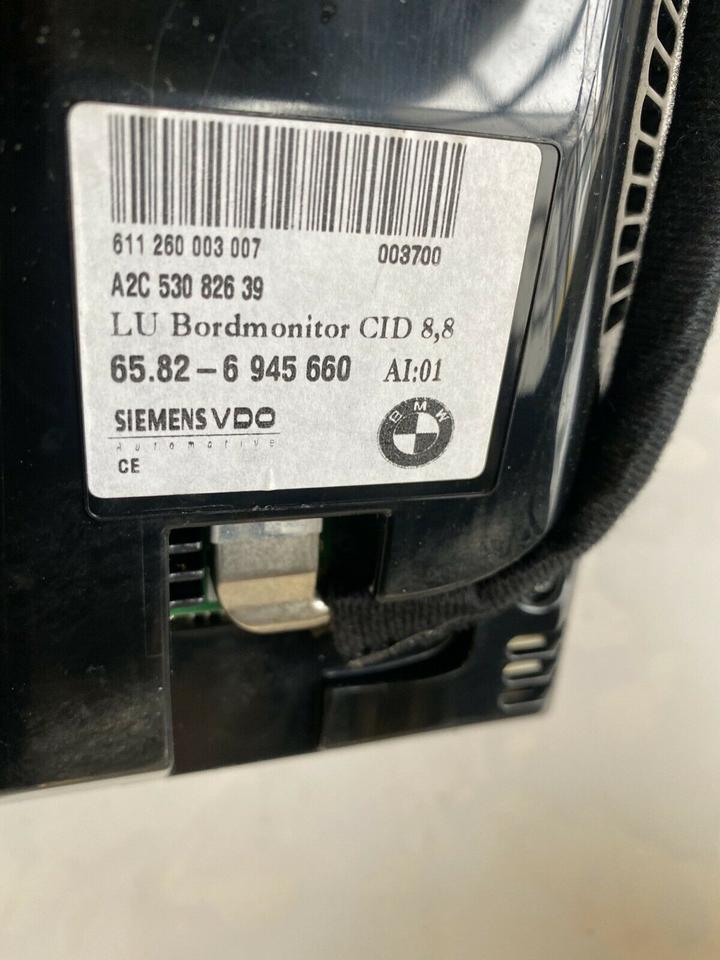 611 260 003 007 003700
A2C 530 826 39
LU Bordmonitor CID 8,8
65.82-6 945 660 AI:01
SIEMENS VDO
Automotive
CE
BMW